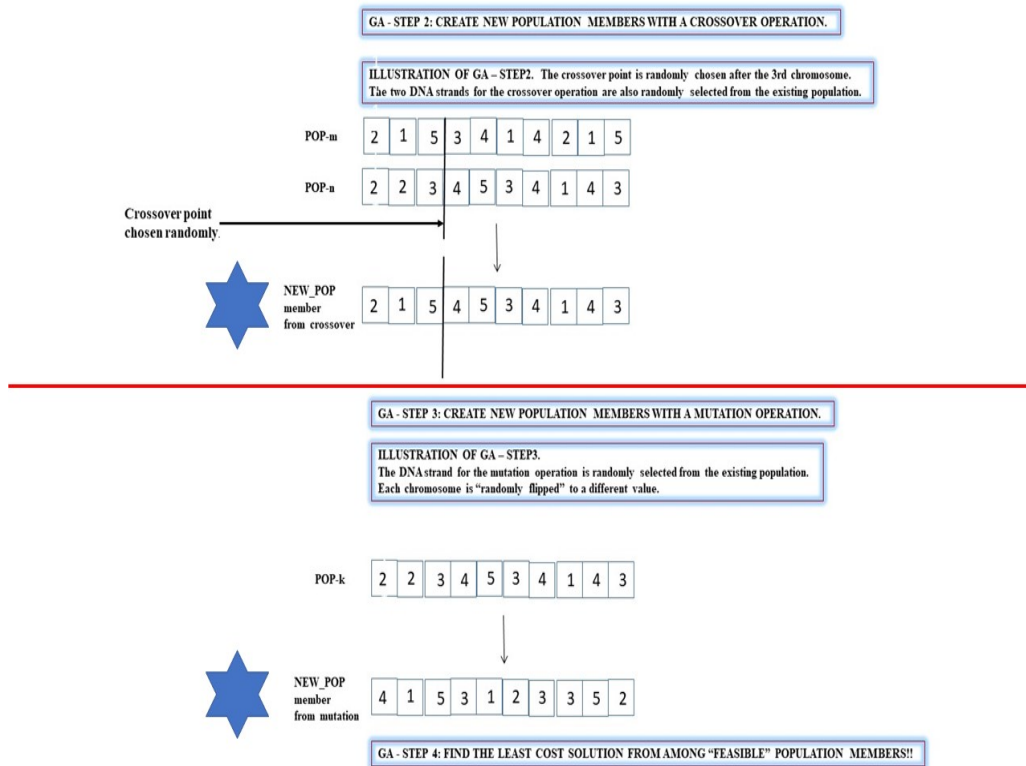 GA - STEP 2: CREATE NEW POPULATION MEMBERS WITH A CROSSOVER OPERATION.
ILLUSTRATION OF GA – STEP2. The crossover point is randomly chosen after the 3rd chromosome.
The two DNA strands for the crossover operation are also randomly selected from the existing population.
POP-m 2 1 5 3 4 1 4 2 1 5
POP-n 2 2 3 4 5 3 4 1 4 3
Crossover point
chosen randomly.
NEW_POP
member
from crossover
2 1 5 4 5 3 4 1 4 3
GA - STEP 3: CREATE NEW POPULATION MEMBERS WITH A MUTATION OPERATION.
ILLUSTRATION OF GA – STEP3.
The DNA strand for the mutation operation is randomly selected from the existing population.
Each chromosome is “randomly flipped” to a different value.
POP-k 2 2 3 4 5 3 4 1 4 3
NEW_POP
member
from mutation
4 1 5 3 1 2 3 3 5 2
GA - STEP 4: FIND THE LEAST COST SOLUTION FROM AMONG “FEASIBLE” POPULATION MEMBERS!!